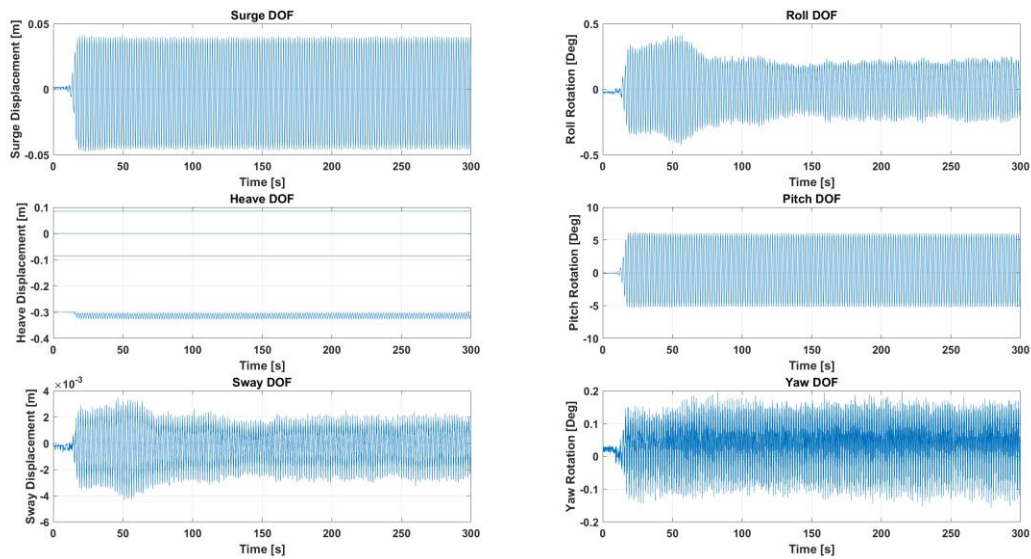 Surge DOF
Surge Displacement [m]
0.05
0
-0.05
0 50 100 150 200 250 300
Time [s]
Roll DOF
Roll Rotation [Deg]
0.5
0
-0.5
0 50 100 150 200 250 300
Time [s]
Heave DOF
Heave Displacement [m]
0.1
0
-0.1
-0.2
-0.3
-0.4
0 50 100 150 200 250 300
Time [s]
Pitch DOF
Pitch Rotation [Deg]
10
5
0
-5
-10
0 50 100 150 200 250 300
Time [s]
Sway DOF
×10⁻³
Sway Displacement [m]
4
2
0
-2
-4
-6
0 50 100 150 200 250 300
Time [s]
Yaw DOF
Yaw Rotation [Deg]
0.2
0.1
0
-0.1
-0.2
0 50 100 150 200 250 300
Time [s]